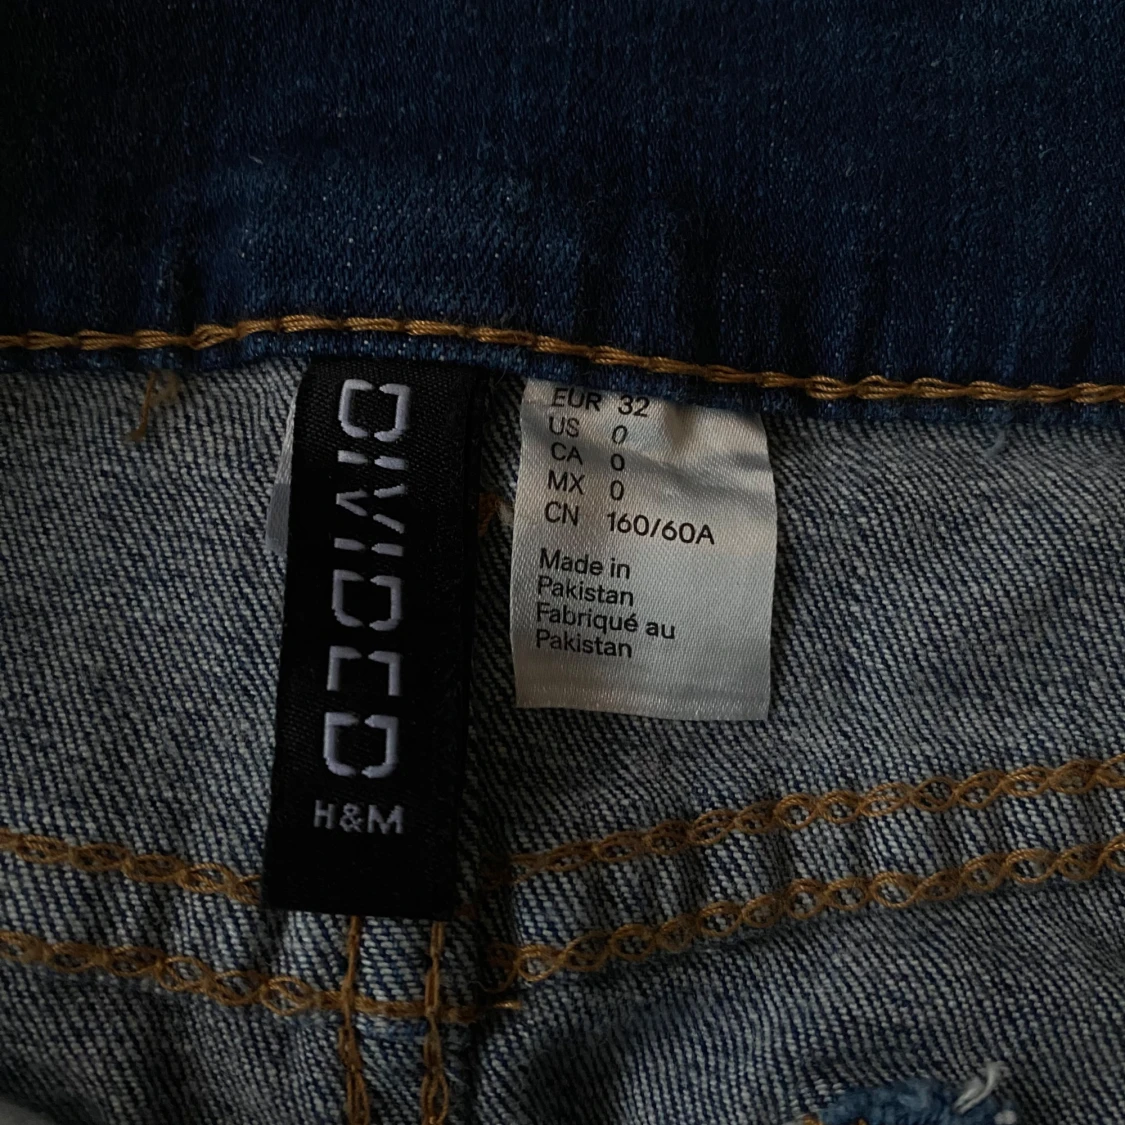 DIVIDED
H&M
EUR 32
US 0
CA 0
MX 0
CN 160/60A
Made in
Pakistan
Fabriqué au
Pakistan